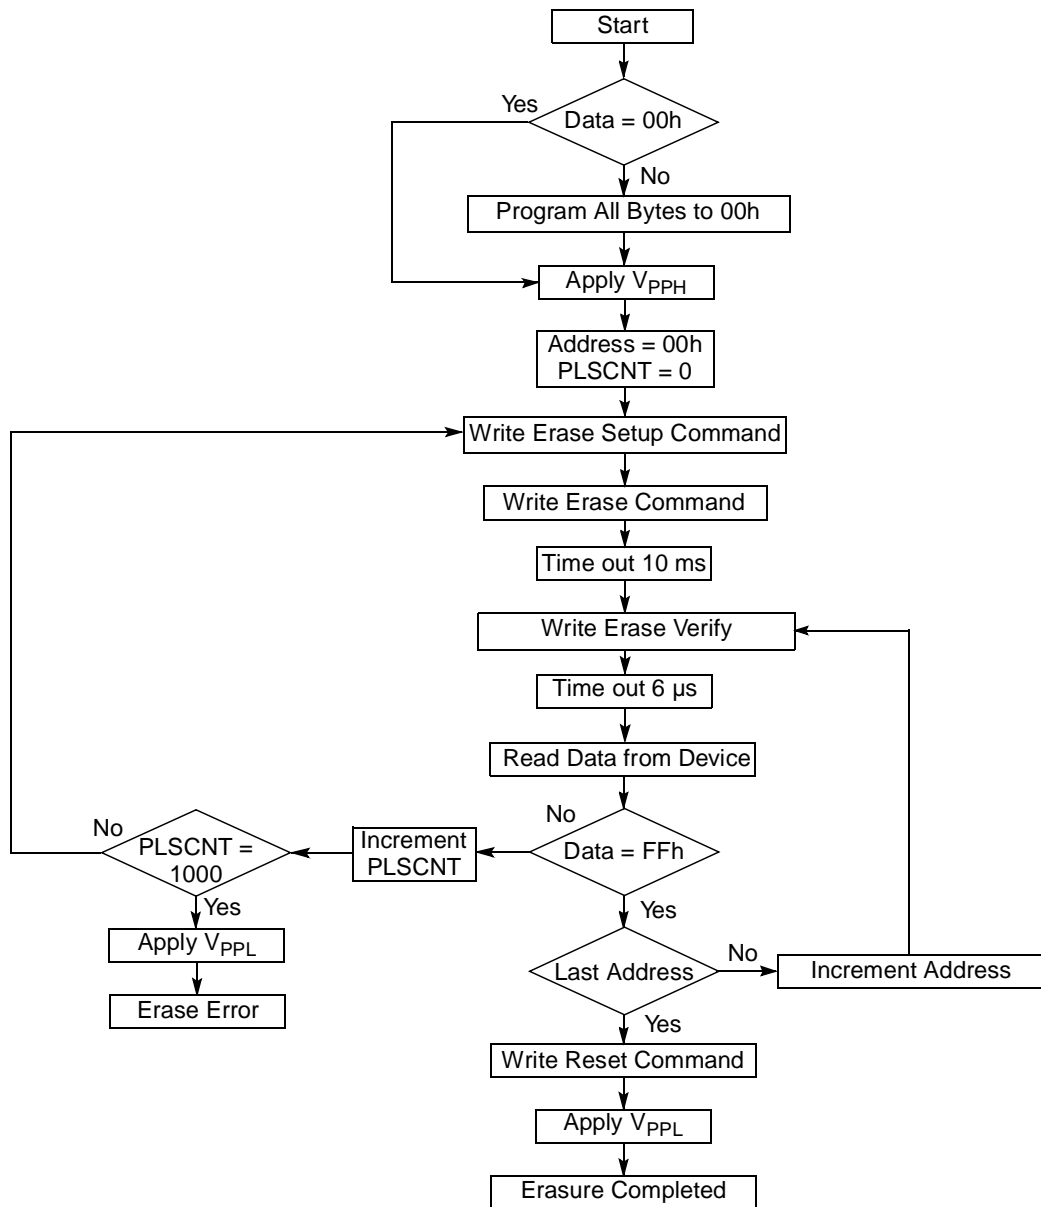 Start
Yes
Data = 00h
No
Program All Bytes to 00h
Apply VPPH
Address = 00h
PLSCNT = 0
Write Erase Setup Command
Write Erase Command
Time out 10 ms
Write Erase Verify
Time out 6 µs
Read Data from Device
No
Data = FFh
Increment
PLSCNT
No
PLSCNT =
1000
Yes
Apply VPPL
Erase Error
Yes
Last Address
No
Increment Address
Yes
Write Reset Command
Apply VPPL
Erasure Completed